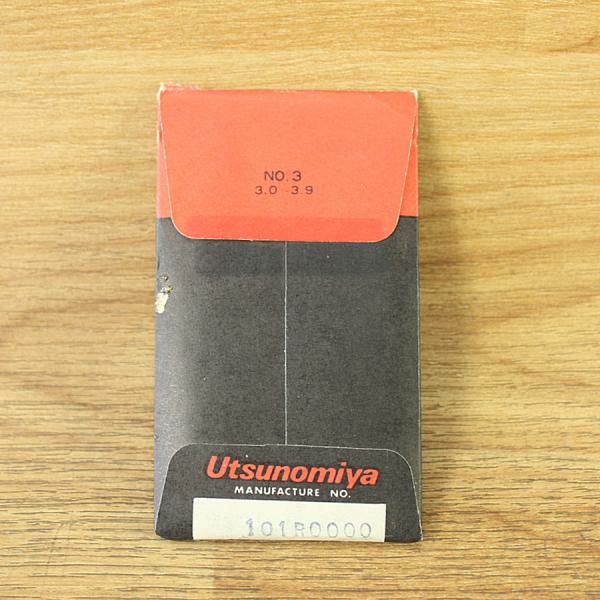 NO. 3
3.0 - 3.9
Utsunomiya
MANUFACTURE NO.
101R0000